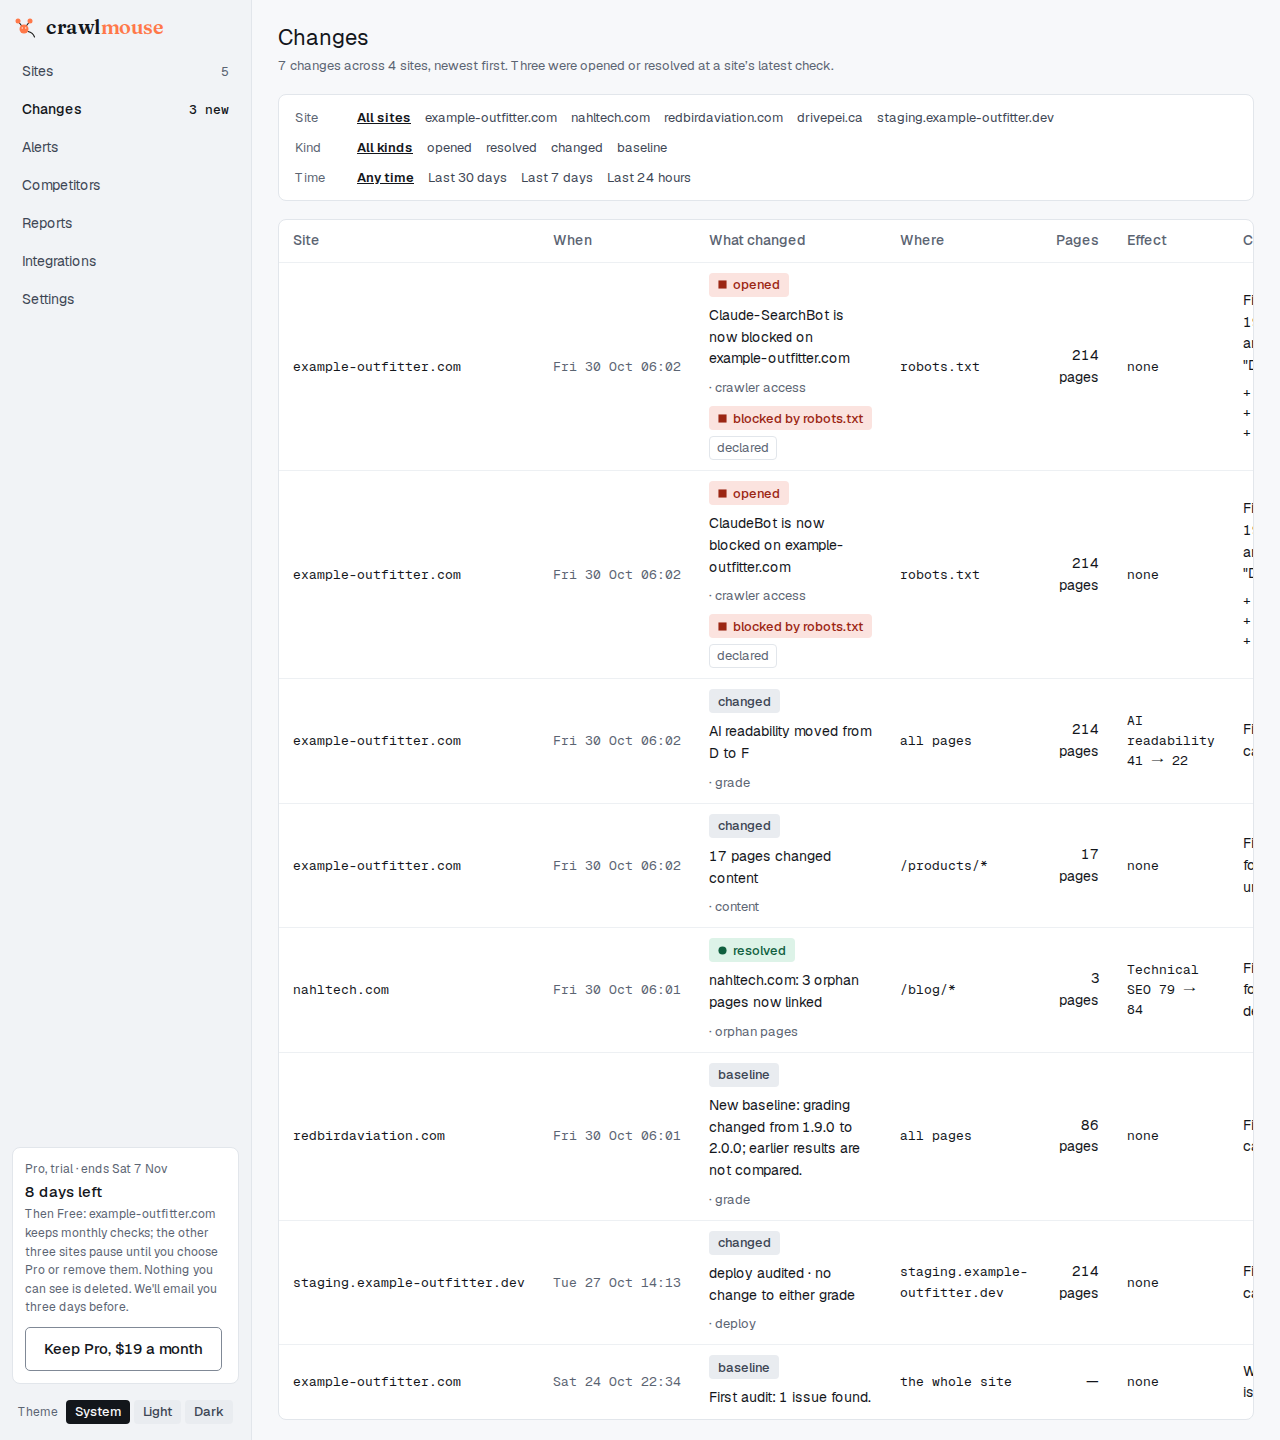 crawlmouse
Sites 5
Changes 3 new
Alerts
Competitors
Reports
Integrations
Settings
Pro, trial · ends Sat 7 Nov
8 days left
Then Free: example-outfitter.com
keeps monthly checks; the other
three sites pause until you choose
Pro or remove them. Nothing you
can see is deleted. We'll email you
three days before.
Keep Pro, $19 a month
Theme System Light Dark
Changes
7 changes across 4 sites, newest first. Three were opened or resolved at a site's latest check.
Site All sites example-outfitter.com nahltech.com redbirdaviation.com drivepei.ca staging.example-outfitter.dev
Kind All kinds opened resolved changed baseline
Time Any time Last 30 days Last 7 days Last 24 hours
Site When What changed Where Pages Effect
opened
Claude-SearchBot is
now blocked on
example-outfitter.com
· crawler access
blocked by robots.txt
declared
example-outfitter.com Fri 30 Oct 06:02 robots.txt 214
pages
none
+
+
+
opened
ClaudeBot is now
blocked on example-
outfitter.com
· crawler access
blocked by robots.txt
declared
example-outfitter.com Fri 30 Oct 06:02 robots.txt 214
pages
none
+
+
+
changed
AI readability moved from
D to F
· grade
example-outfitter.com Fri 30 Oct 06:02 all pages 214
pages
AI
readability
41 → 22
changed
17 pages changed
content
· content
example-outfitter.com Fri 30 Oct 06:02 /products/* 17
pages
none
resolved
nahltech.com: 3 orphan
pages now linked
· orphan pages
nahltech.com Fri 30 Oct 06:01 /blog/* 3
pages
Technical
SEO 79 →
84
baseline
New baseline: grading
changed from 1.9.0 to
2.0.0; earlier results are
not compared.
· grade
redbirdaviation.com Fri 30 Oct 06:01 all pages 86
pages
none
changed
deploy audited · no
change to either grade
· deploy
staging.example-outfitter.dev Tue 27 Oct 14:13 staging.example-
outfitter.dev
214
pages
none
baseline
First audit: 1 issue found.
example-outfitter.com Sat 24 Oct 22:34 the whole site — none